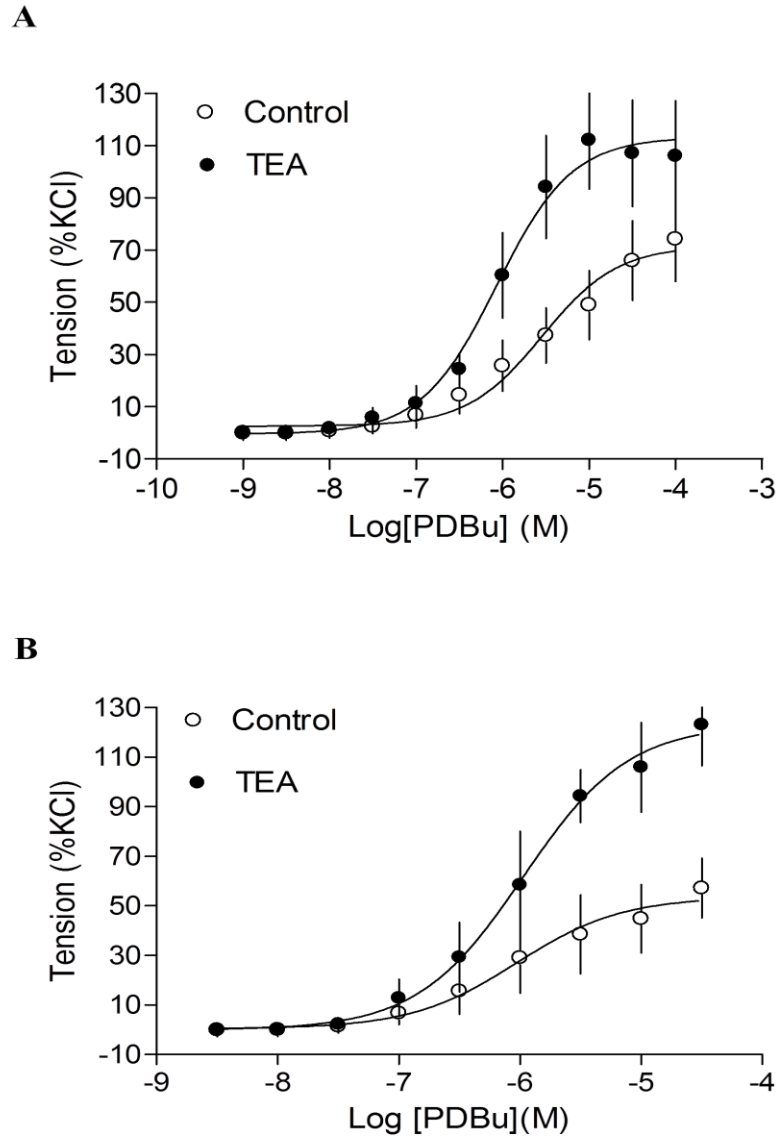 A
130
110
90
70
50
30
10
-10
Tension (%KCl)
Control
TEA
-10 -9 -8 -7 -6 -5 -4 -3
Log[PDBu] (M)
B
130
110
90
70
50
30
10
-10
Tension (%KCl)
Control
TEA
-9 -8 -7 -6 -5 -4
Log [PDBu](M)